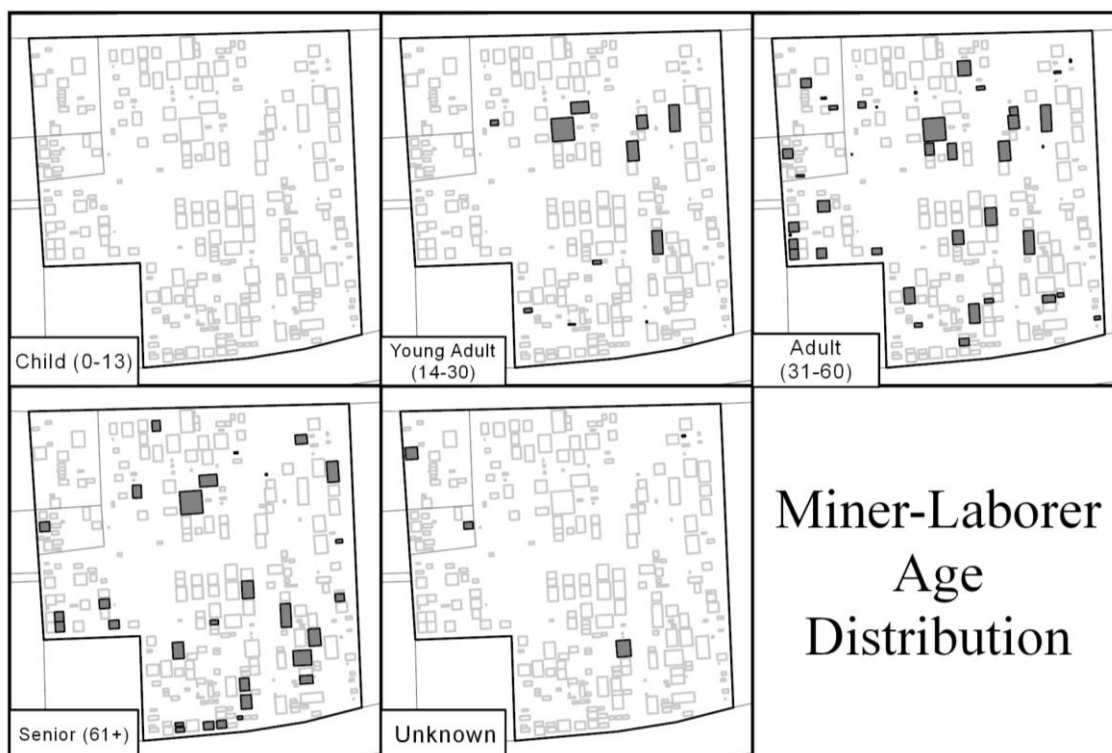 Child (0-13)
Young Adult
(14-30)
Adult
(31-60)
Senior (61+)
Unknown
Miner-Laborer
Age
Distribution